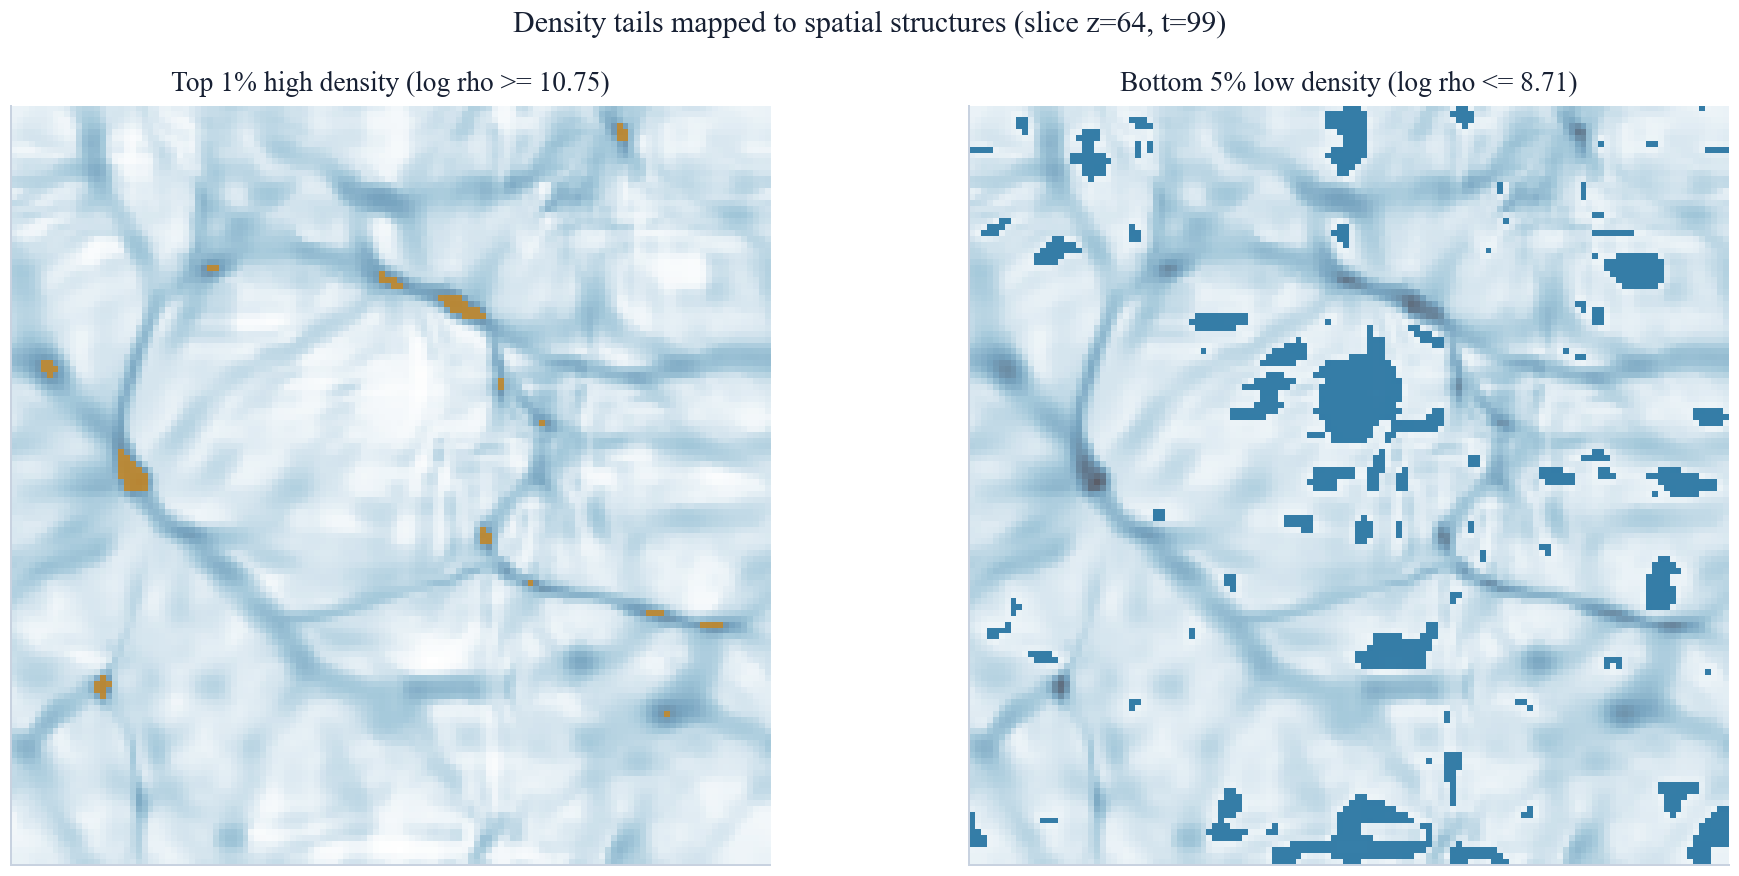 Density tails mapped to spatial structures (slice z=64, t=99)
Top 1% high density (log rho >= 10.75)
Bottom 5% low density (log rho <= 8.71)